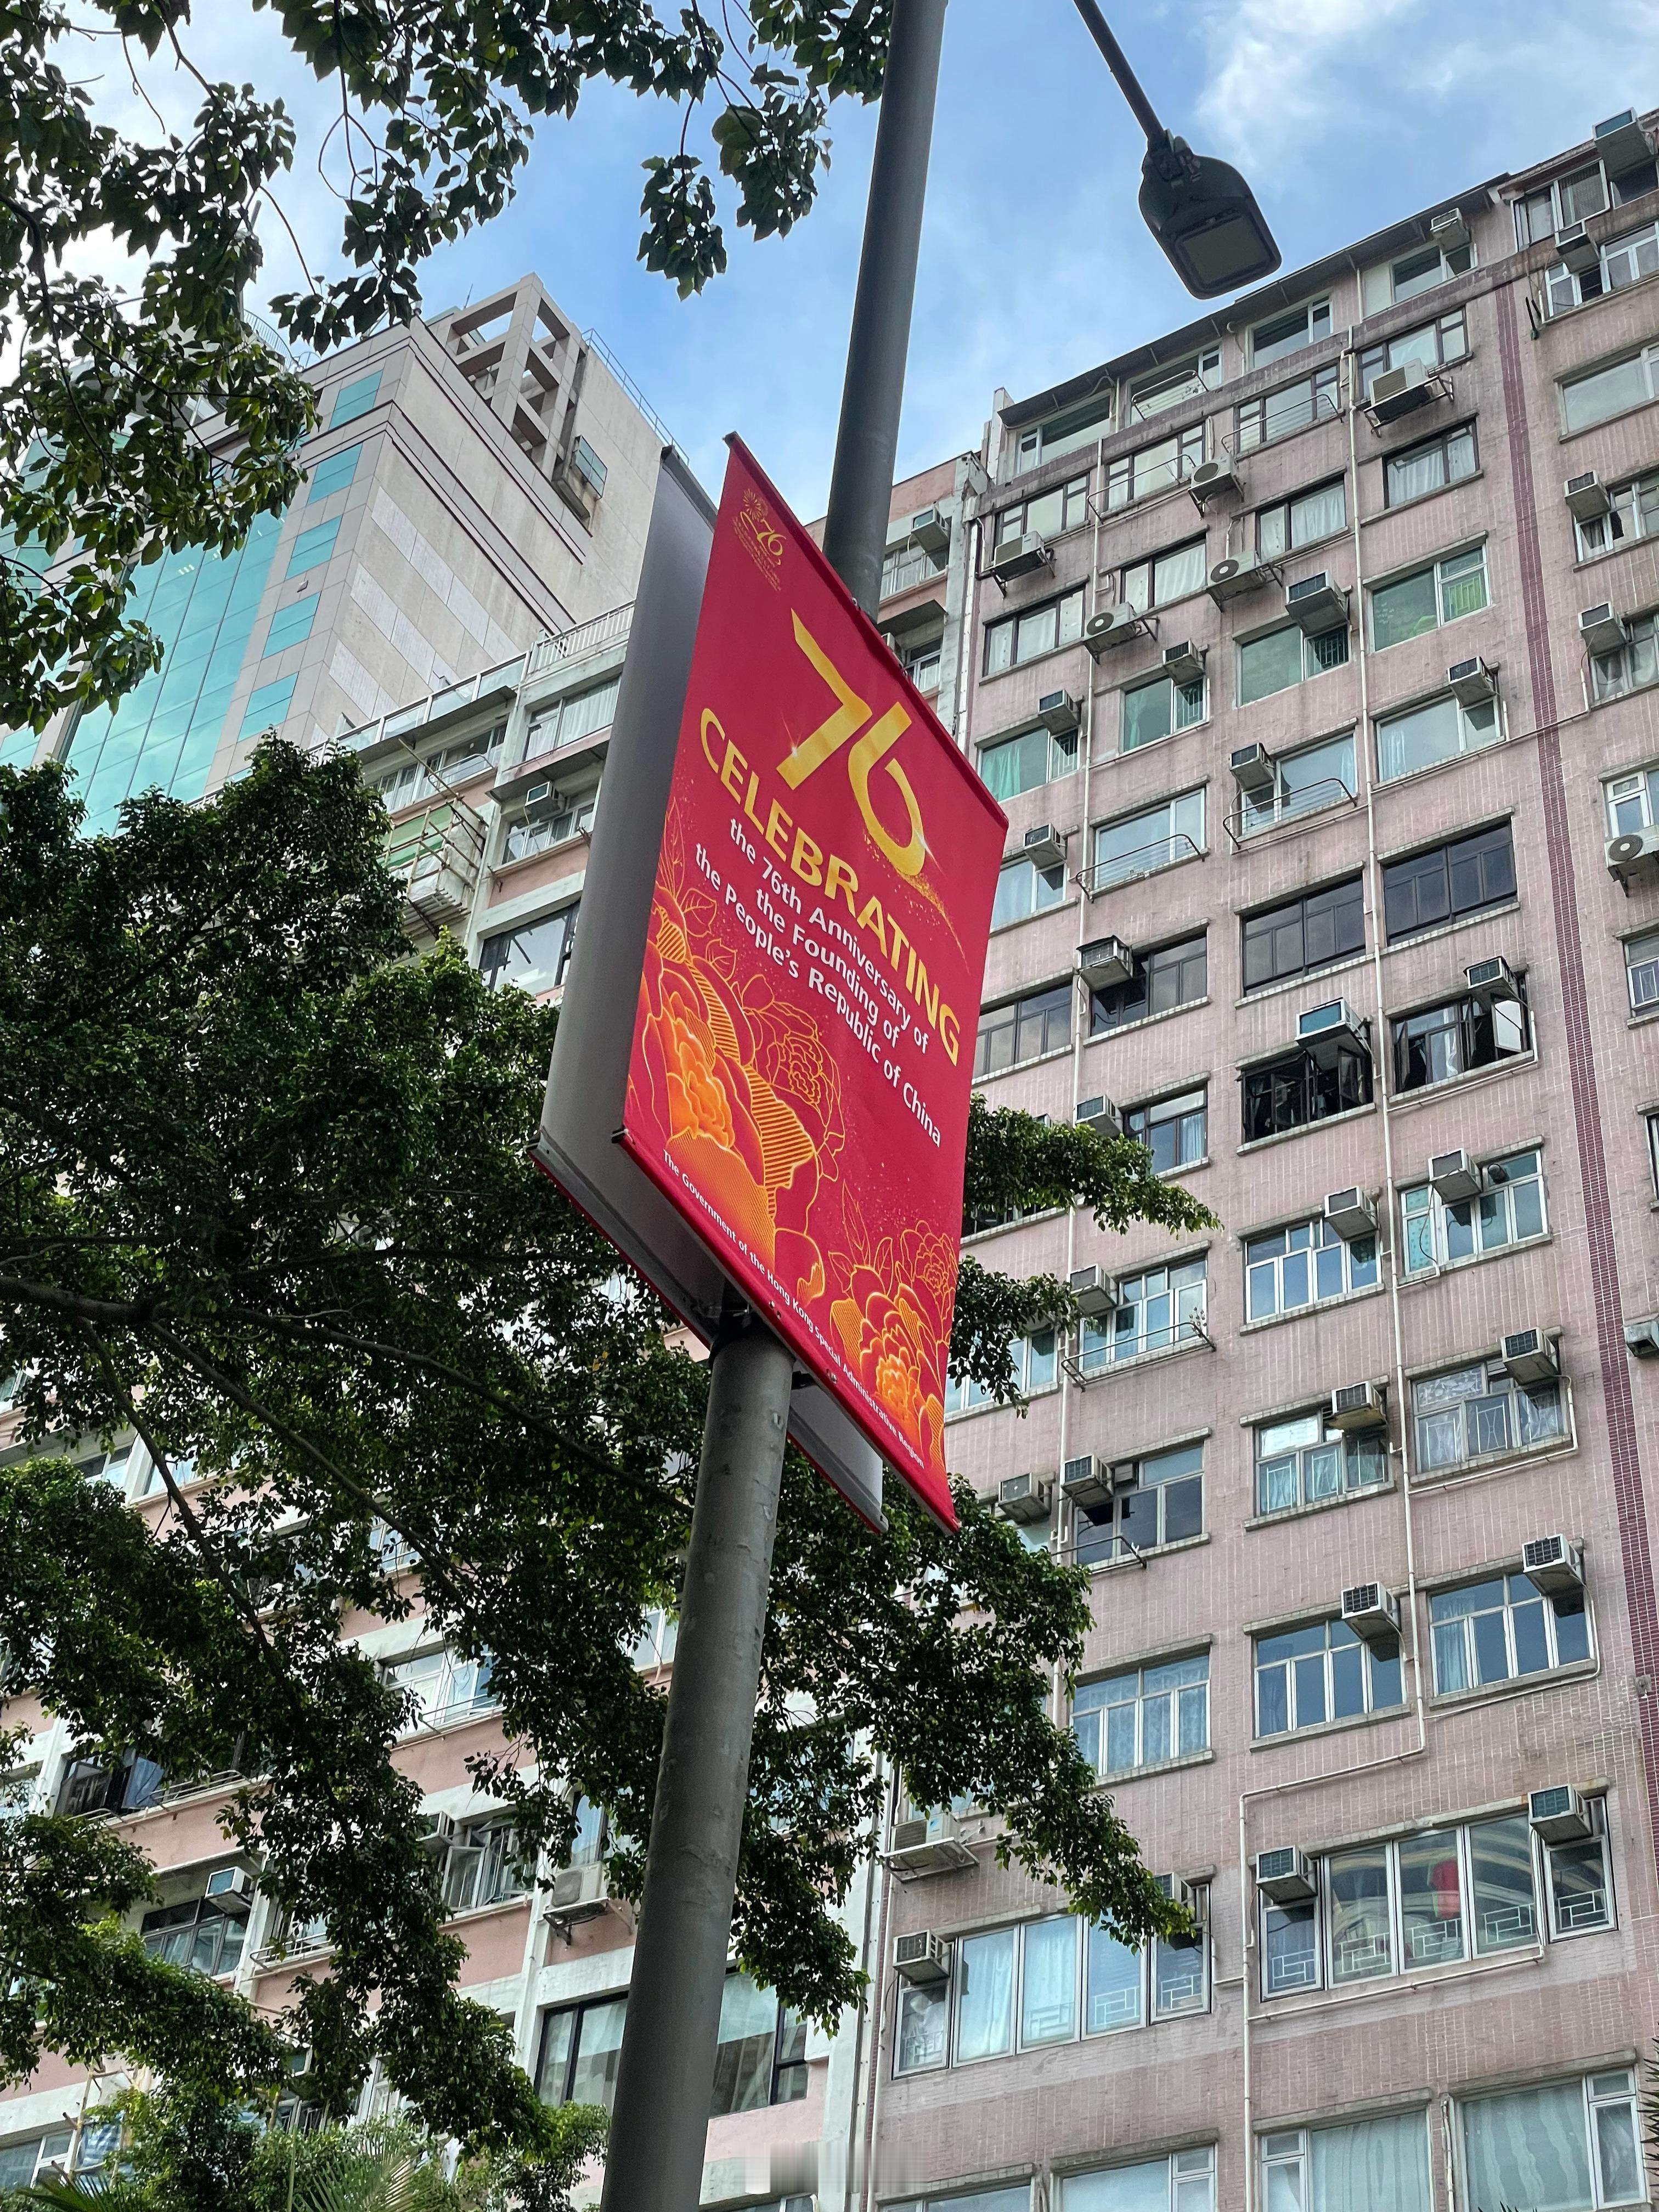 76
76
CELEBRATING
the 76th Anniversary of
the Founding of
the People's Republic of China
The Government of the Hong Kong Special Administrative Region